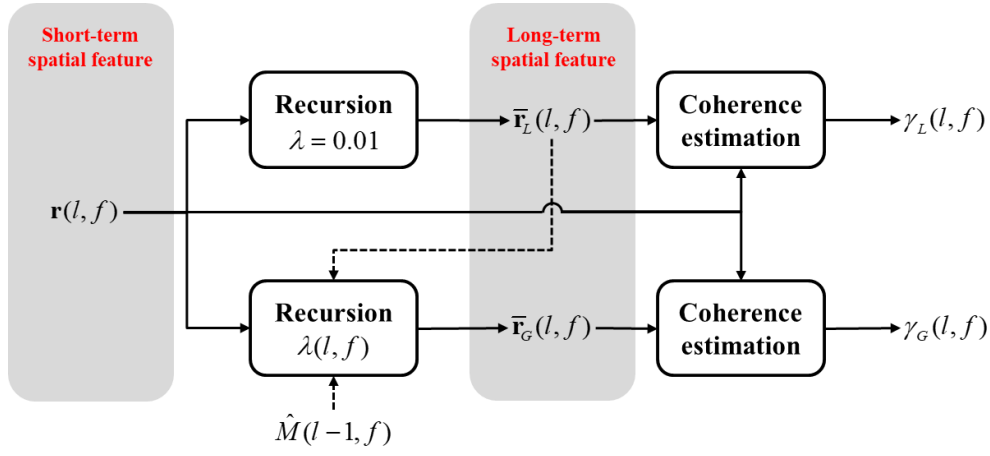 Short-term
spatial feature
Long-term
spatial feature
Recursion
λ = 0.01
r̅_L(l, f)
Coherence
estimation
γ_L(l, f)
r(l, f)
Recursion
λ(l, f)
r̅_G(l, f)
Coherence
estimation
γ_G(l, f)
M̂(l−1, f)